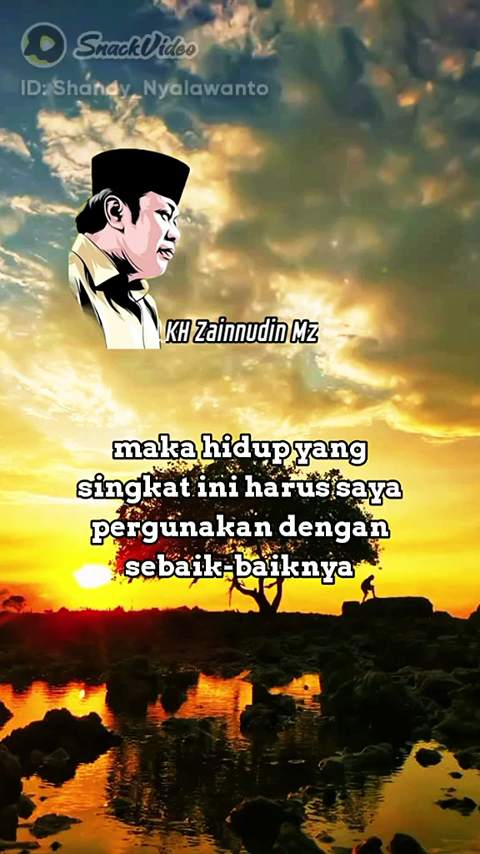 SnackVideo
ID: Shandy_Nyalawanto
KH Zainnudin Mz
maka hidup yang
singkat ini harus saya
pergunakan dengan
sebaik-baiknya